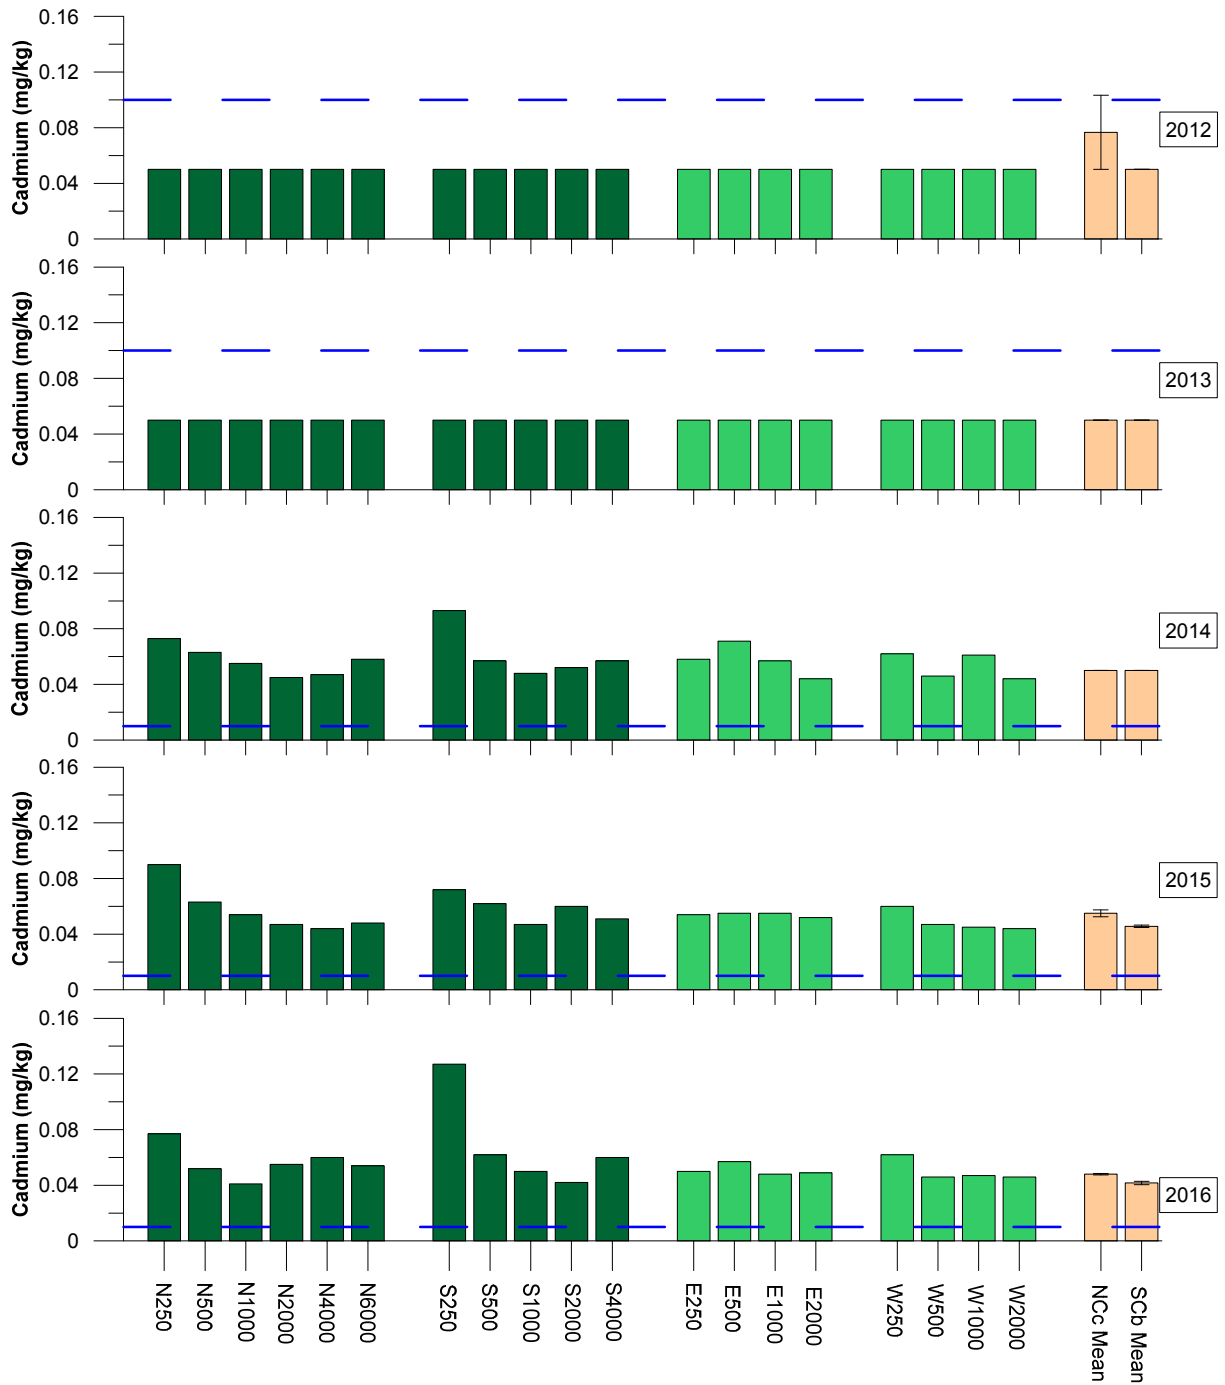 0.16
0.12
0.08
0.04
0
Cadmium (mg/kg)
2012
0.16
0.12
0.08
0.04
0
Cadmium (mg/kg)
2013
0.16
0.12
0.08
0.04
0
Cadmium (mg/kg)
2014
0.16
0.12
0.08
0.04
0
Cadmium (mg/kg)
2015
0.16
0.12
0.08
0.04
0
Cadmium (mg/kg)
2016
N250
N500
N1000
N2000
N4000
N6000
S250
S500
S1000
S2000
S4000
E250
E500
E1000
E2000
W250
W500
W1000
W2000
NCc Mean
SCb Mean